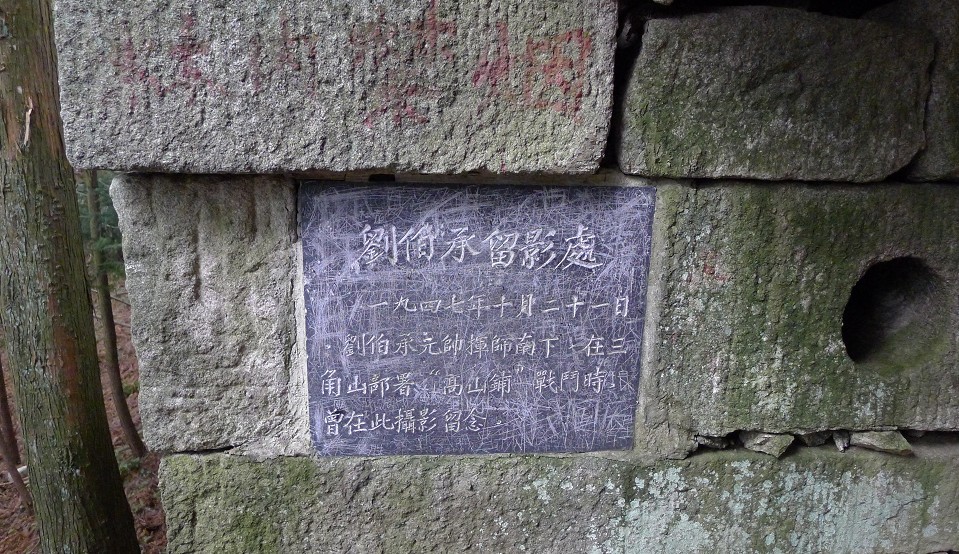 劉伯承留影處
一九四七年十月二十一日
，劉伯承元帥揮師南下，在三
角山部署“高山鋪”戰鬥時，
曾在此攝影留念。